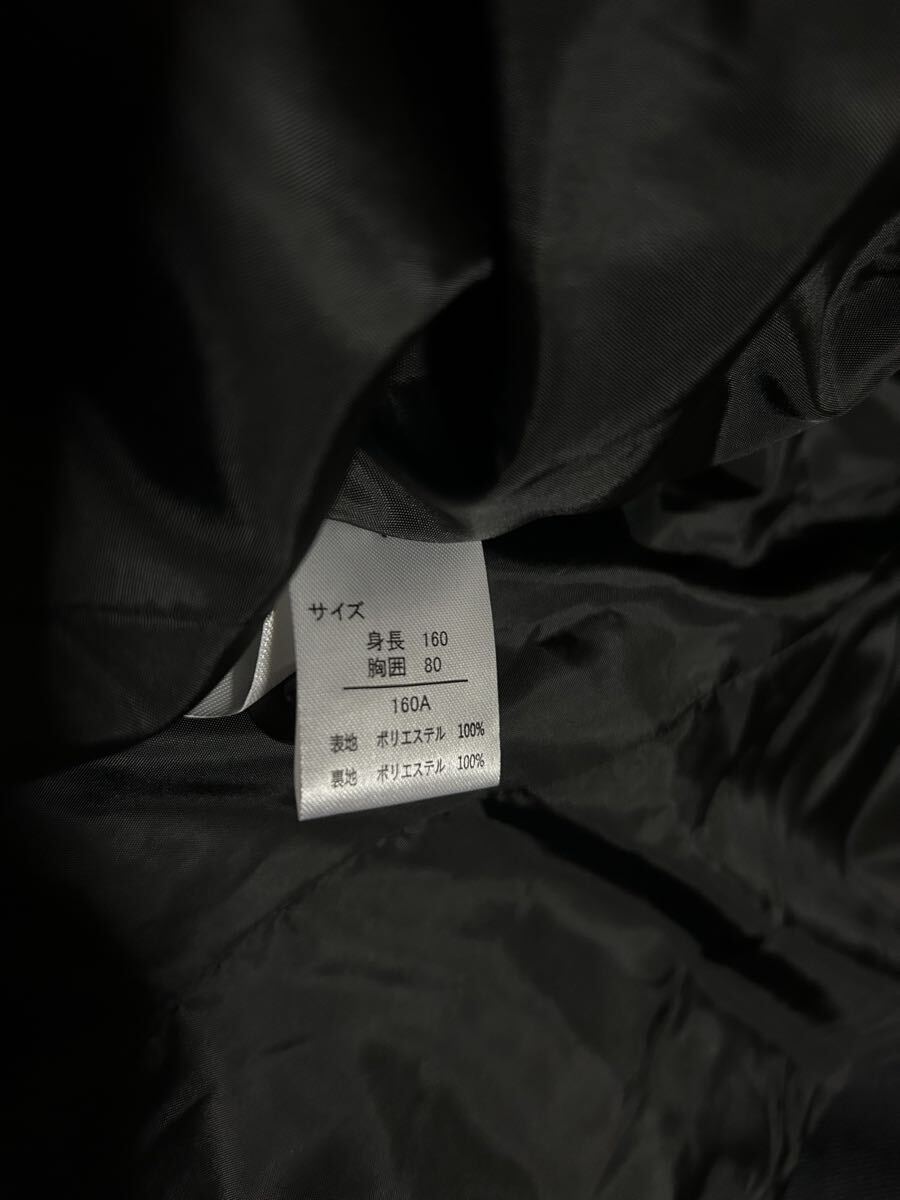 サイズ
身長 160
胸囲 80
160A
表地 ポリエステル 100%
裏地 ポリエステル 100%